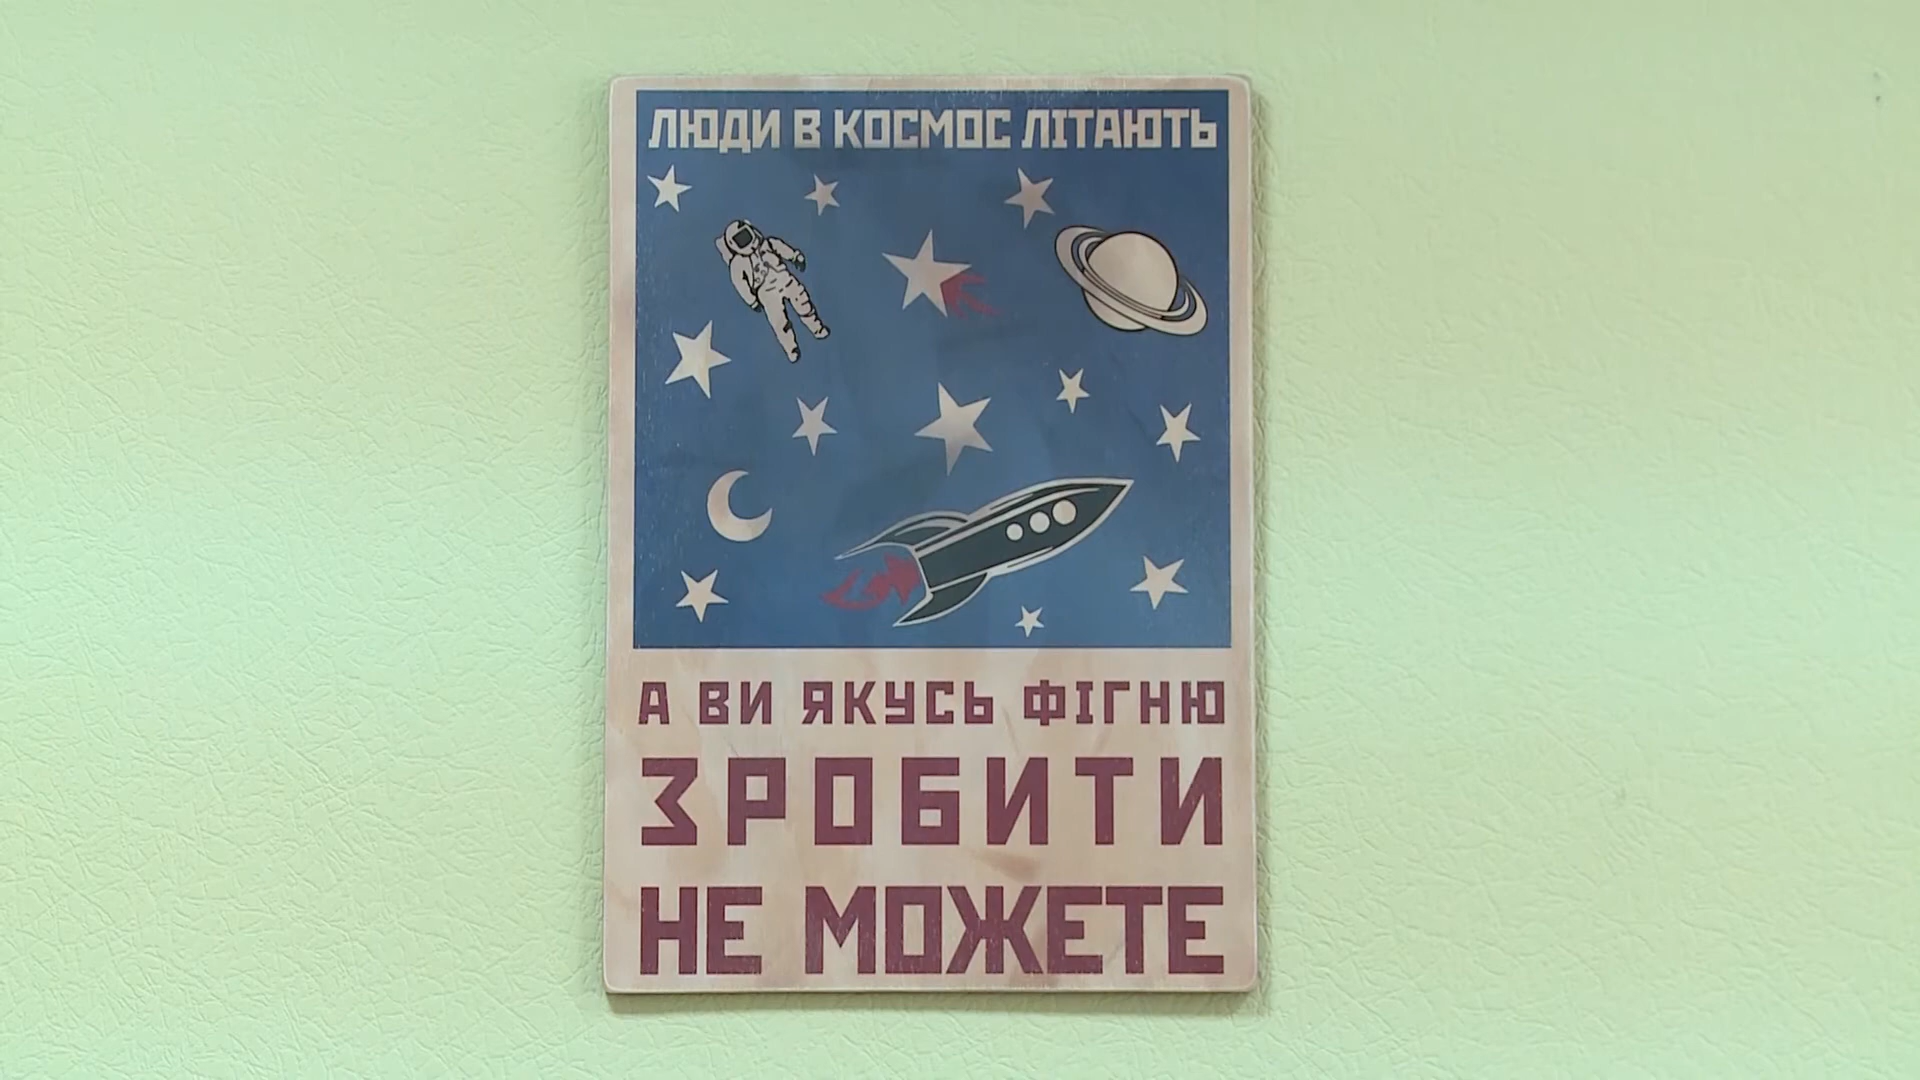 ЛЮДИ В КОСМОС ЛІТАЮТЬ
А ВИ ЯКУСЬ ФІГНЮ
ЗРОБИТИ
НЕ МОЖЕТЕ